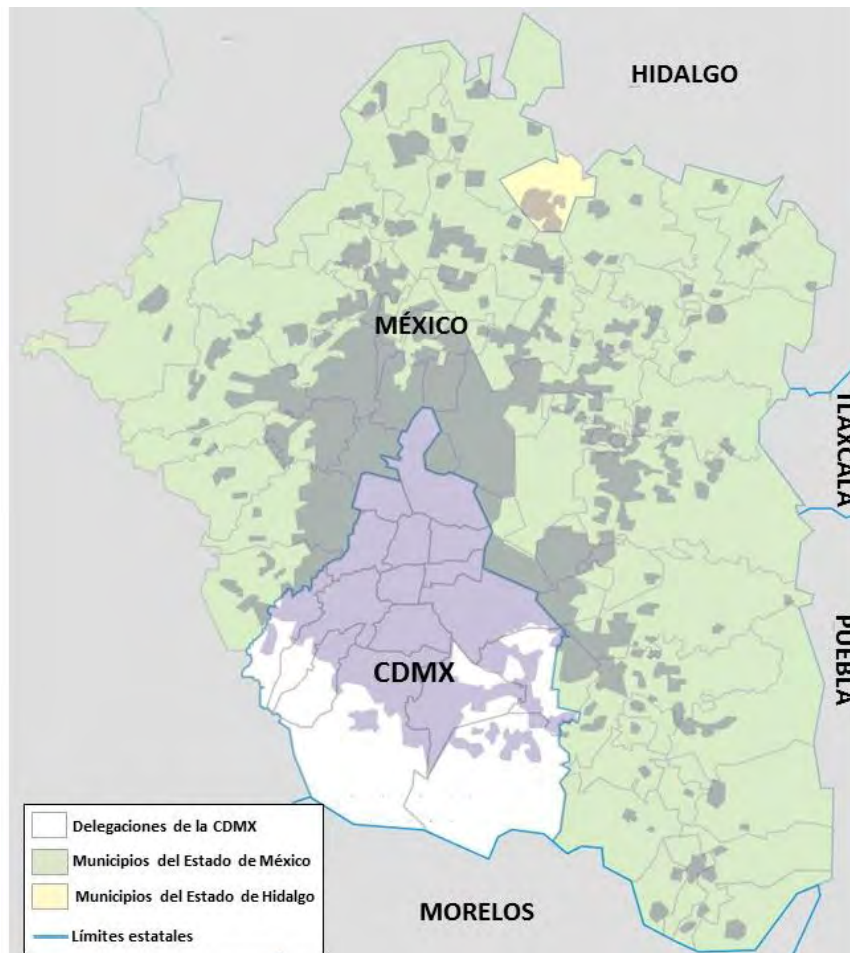 HIDALGO
MÉXICO
TLAXCALA
PUEBLA
CDMX
MORELOS
Delegaciones de la CDMX
Municipios del Estado de México
Municipios del Estado de Hidalgo
Límites estatales